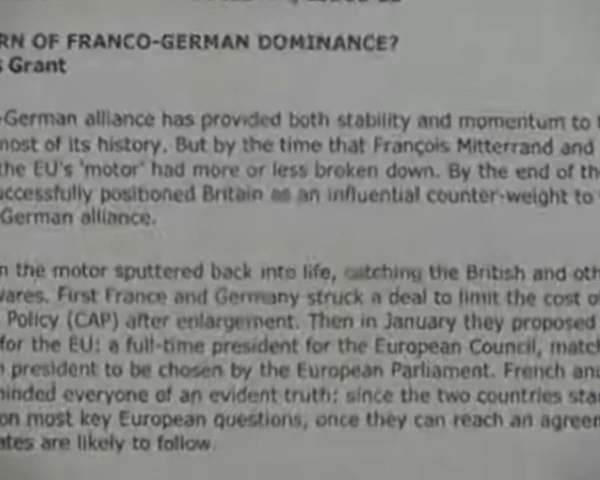 RN OF FRANCO-GERMAN DOMINANCE?
s Grant
-German alliance has provided both stability and momentum to
most of its history. But by the time that François Mitterrand and
the EU's 'motor' had more or less broken down. By the end of th
uccessfully positioned Britain as an influential counter-weight to
German alliance.
n the motor sputtered back into life, catching the British and oth
wares. First France and Germany struck a deal to limit the cost o
Policy (CAP) after enlargement. Then in January they proposed
for the EU: a full-time president for the European Council, match
n president to be chosen by the European Parliament. French and
minded everyone of an evident truth: since the two countries sta
on most key European questions, once they can reach an agreem
ates are likely to follow.